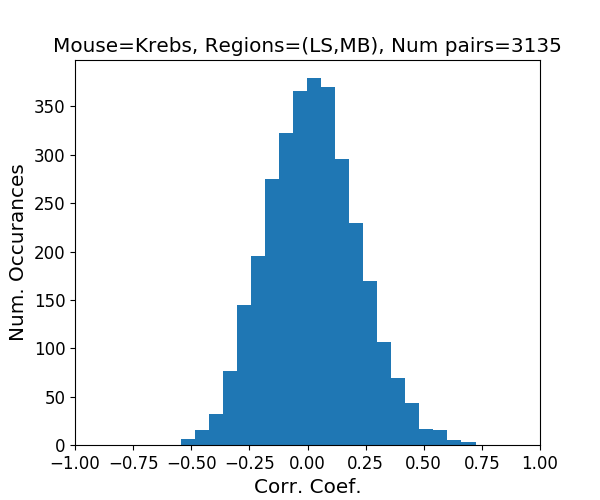 Mouse=Krebs, Regions=(LS,MB), Num pairs=3135
Num. Occurances
350
300
250
200
150
100
50
0
−1.00 −0.75 −0.50 −0.25 0.00 0.25 0.50 0.75 1.00
Corr. Coef.